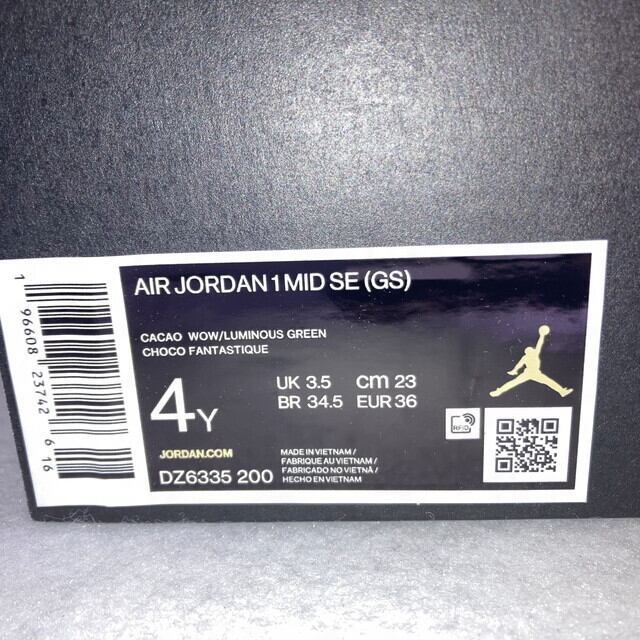 AIR JORDAN 1 MID SE (GS)
CACAO WOW/LUMINOUS GREEN
CHOCO FANTASTIQUE
4Y
UK 3.5 cm 23
BR 34.5 EUR 36
RFID
JORDAN.COM
DZ6335 200
MADE IN VIETNAM /
FABRIQUE AU VIETNAM /
FABRICADO NO VIETNÃ /
HECHO EN VIETNAM
1 96608 23742 6 16